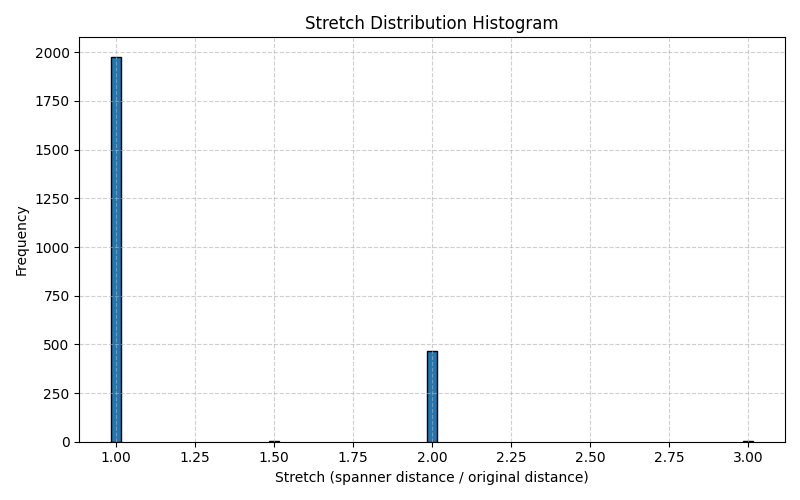 Stretch Distribution Histogram
2000
1750
1500
1250
1000
750
500
250
0
Frequency
1.00 1.25 1.50 1.75 2.00 2.25 2.50 2.75 3.00
Stretch (spanner distance / original distance)